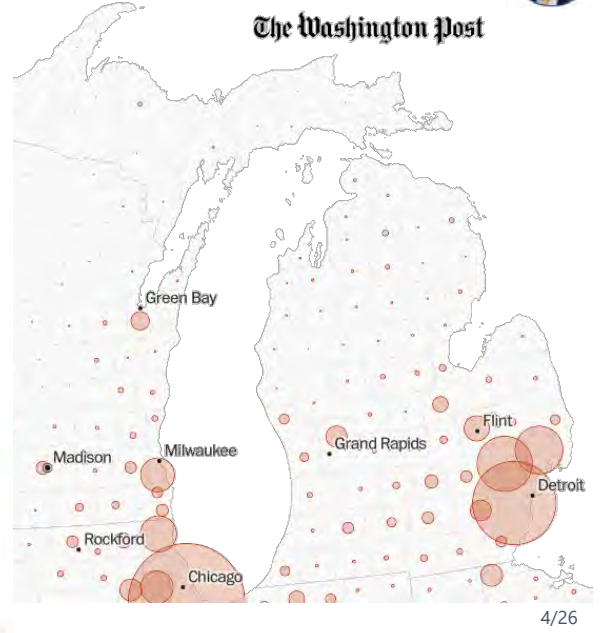 The Washington Post
Green Bay
Flint
Grand Rapids
Madison
Milwaukee
Detroit
Rockford
Chicago
4/26